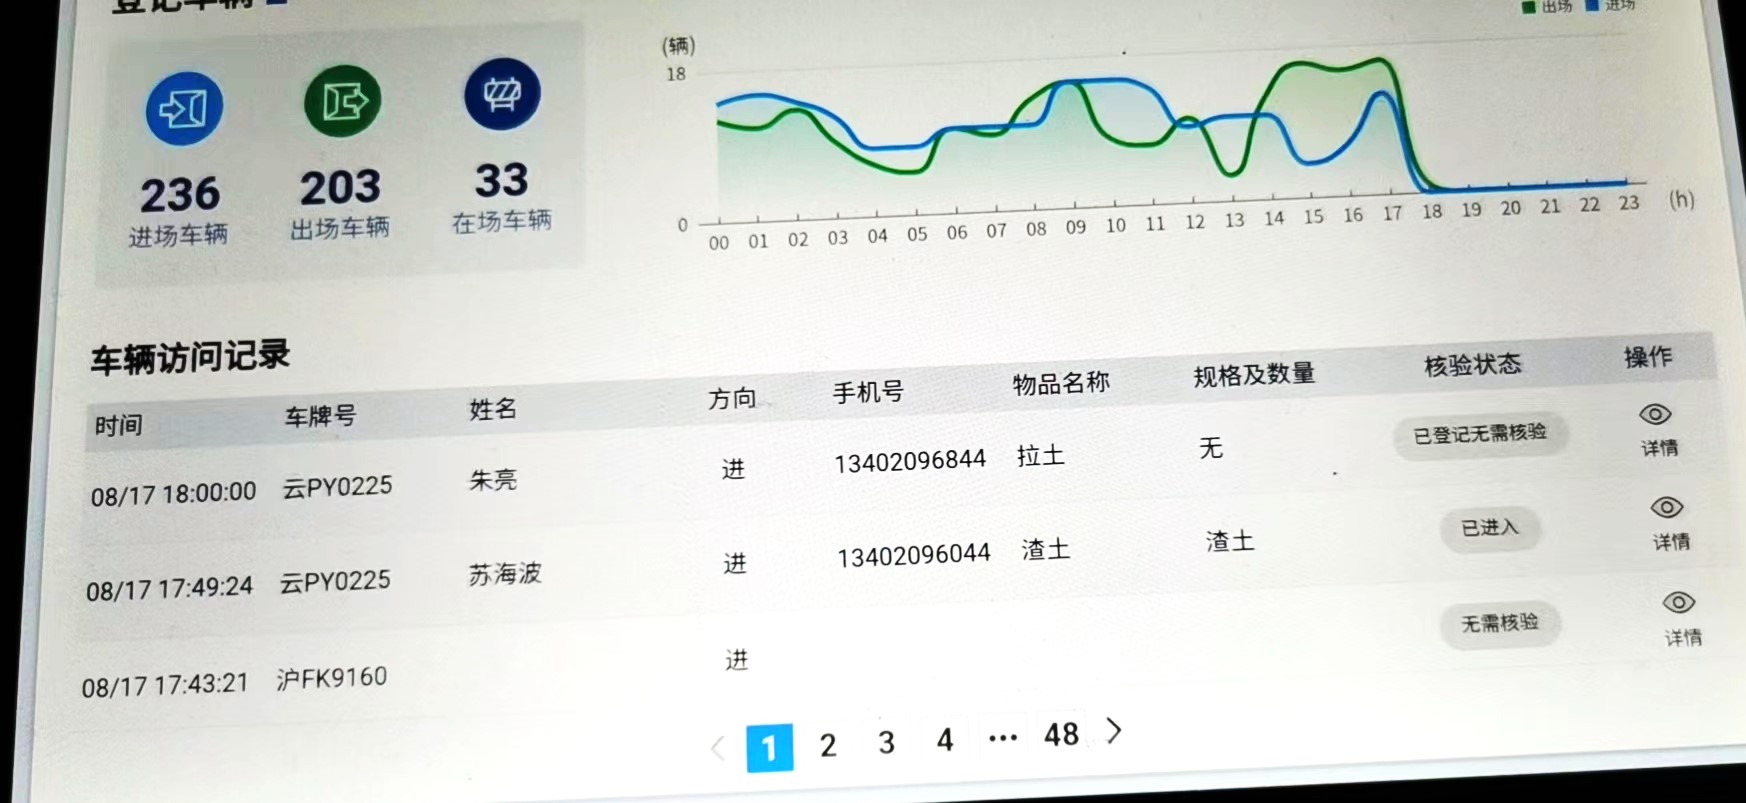 登记车辆
出场 进场
(辆)
18
0
00 01 02 03 04 05 06 07 08 09 10 11 12 13 14 15 16 17 18 19 20 21 22 23 (h)
236 203 33
进场车辆 出场车辆 在场车辆
车辆访问记录
时间 车牌号 姓名 方向 手机号 物品名称 规格及数量 核验状态 操作
08/17 18:00:00 云PY0225 朱亮 进 13402096844 拉土 无 已登记无需核验 详情
08/17 17:49:24 云PY0225 苏海波 进 13402096044 渣土 渣土 已进入 详情
08/17 17:43:21 沪FK9160 进 无需核验 详情
1 2 3 4 ··· 48